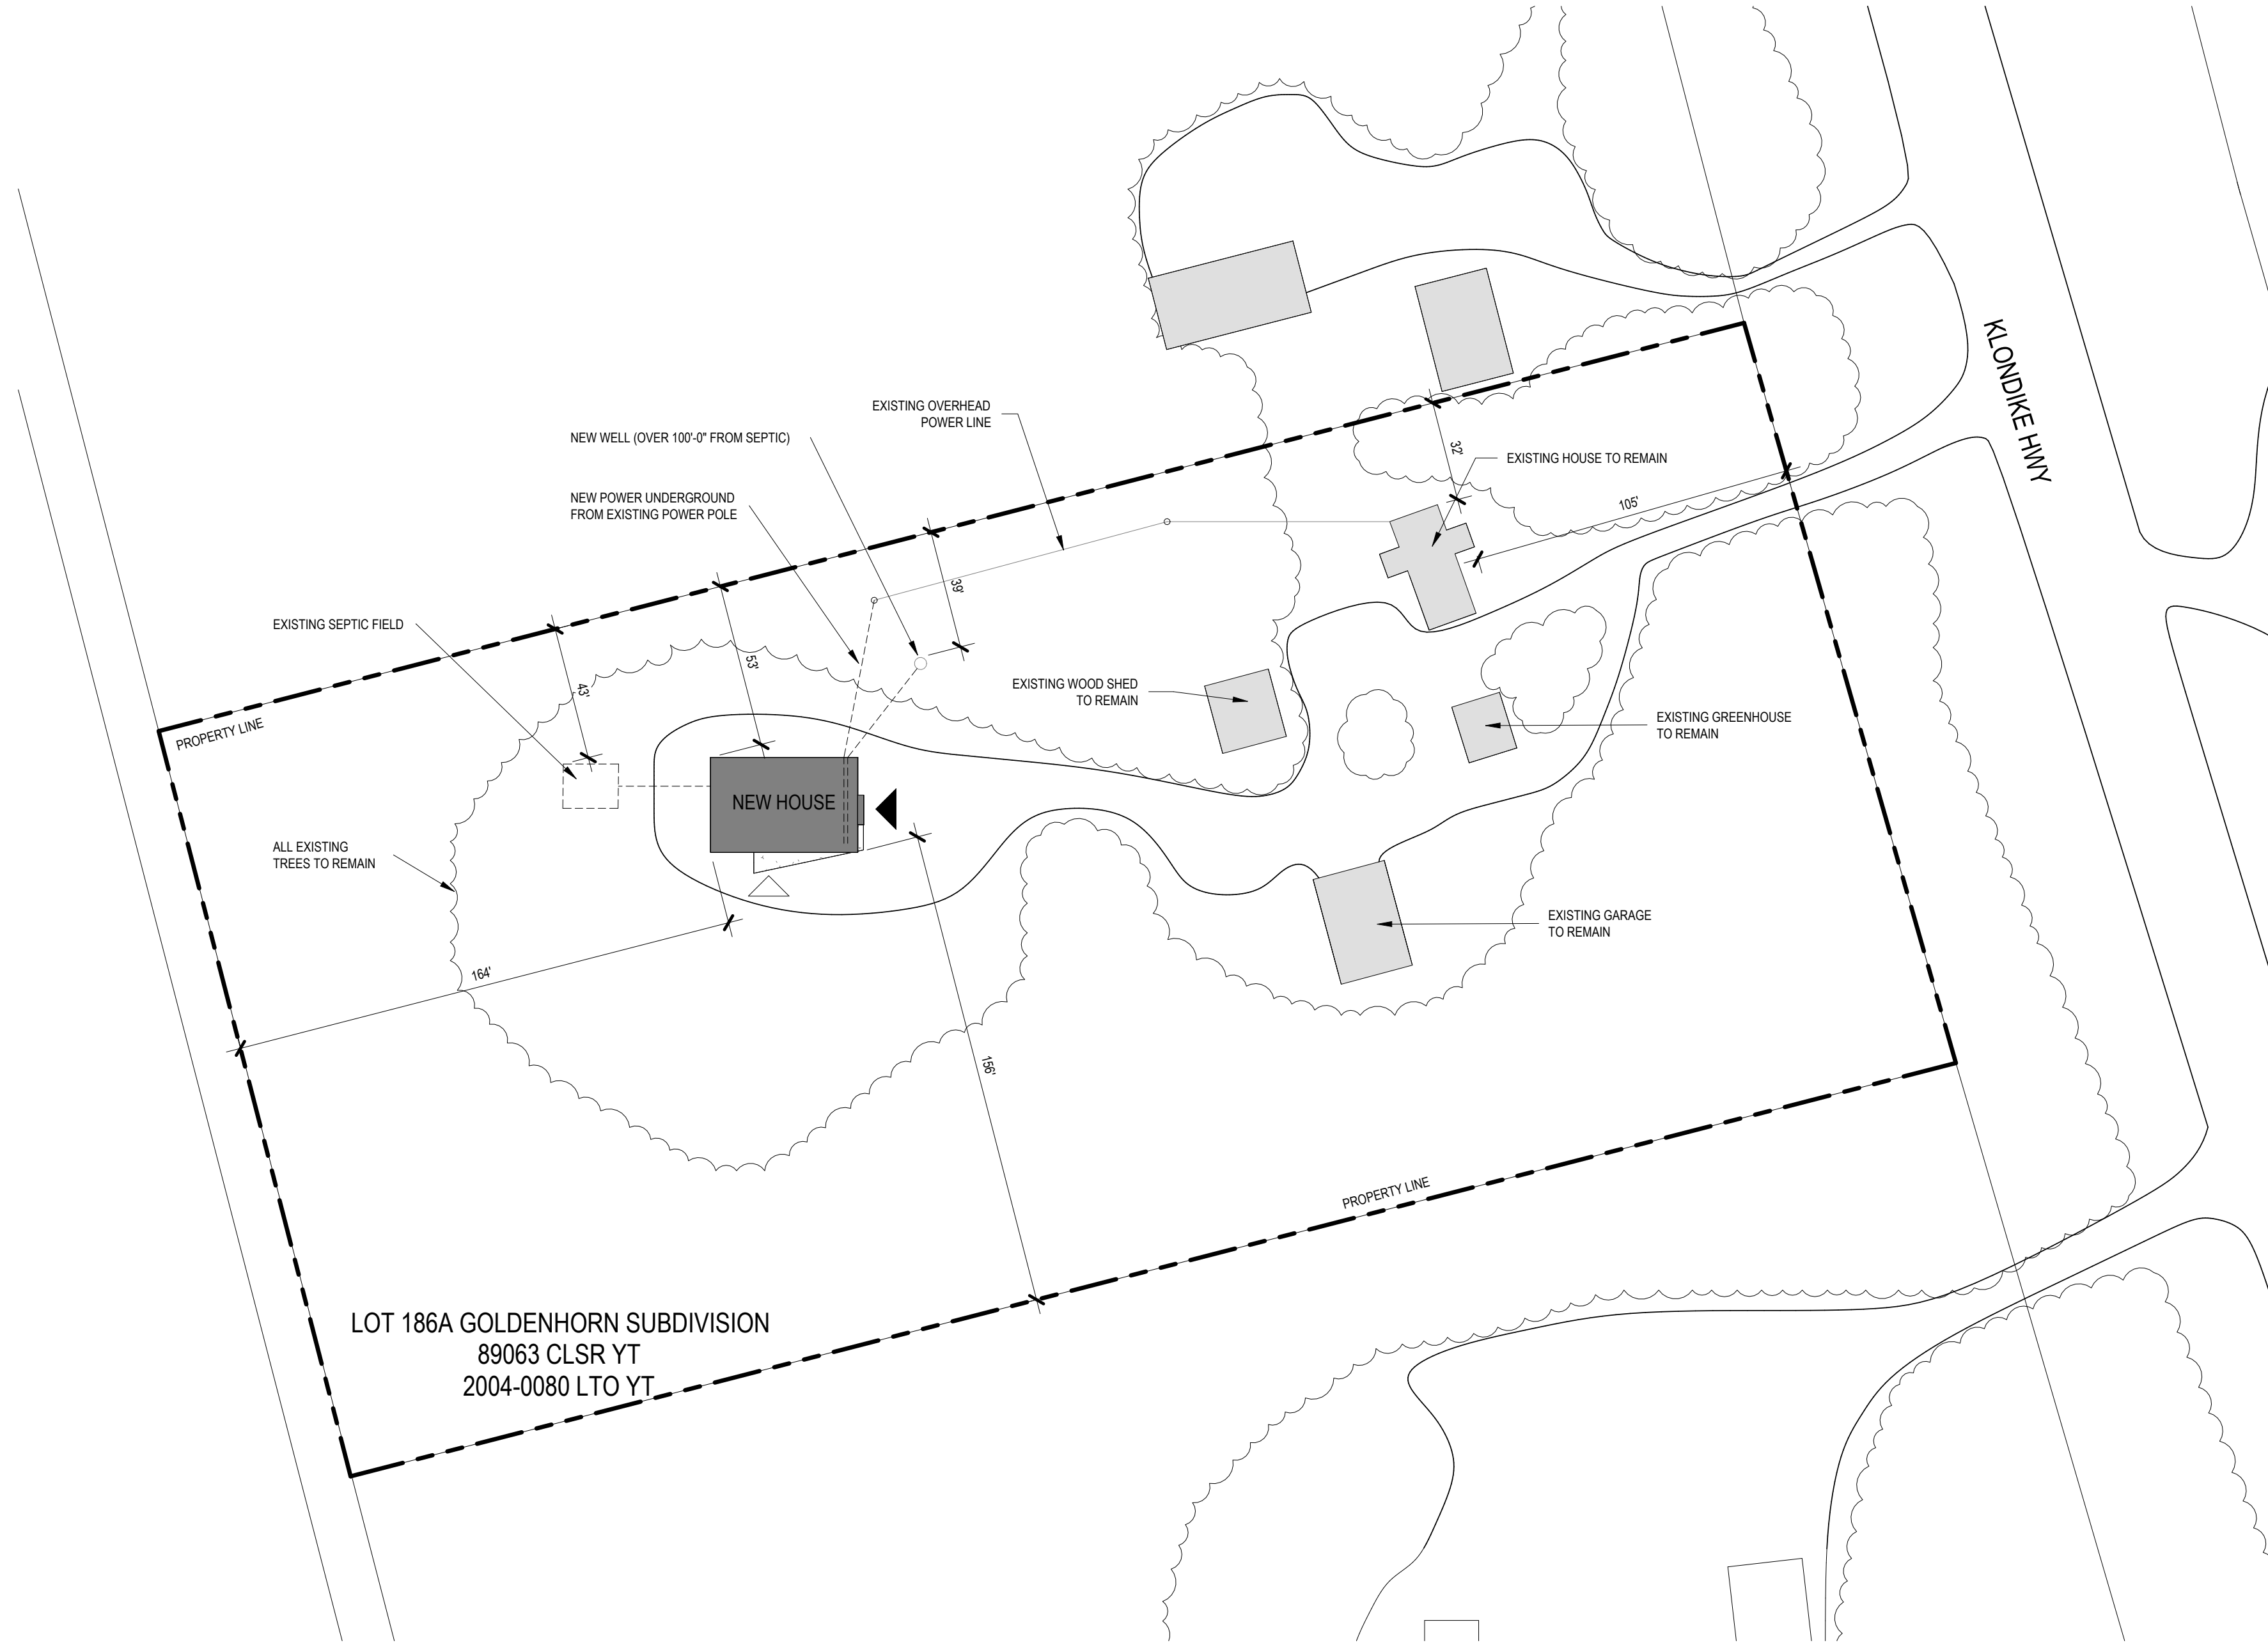 KLONDIKE HWY
EXISTING OVERHEAD
POWER LINE
NEW WELL (OVER 100'-0" FROM SEPTIC)
32'
EXISTING HOUSE TO REMAIN
NEW POWER UNDERGROUND
FROM EXISTING POWER POLE
105'
39'
EXISTING SEPTIC FIELD
53'
43'
EXISTING WOOD SHED
TO REMAIN
EXISTING GREENHOUSE
TO REMAIN
PROPERTY LINE
NEW HOUSE
ALL EXISTING
TREES TO REMAIN
EXISTING GARAGE
TO REMAIN
164'
156'
PROPERTY LINE
LOT 186A GOLDENHORN SUBDIVISION
89063 CLSR YT
2004-0080 LTO YT